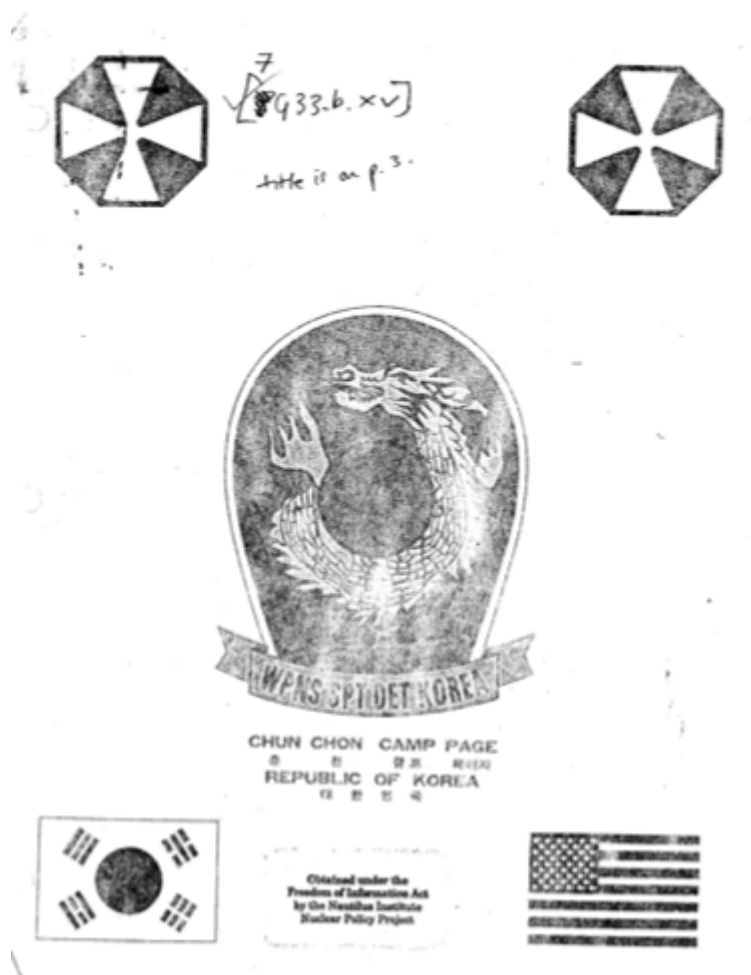 7
933.b.xv]
title is on p.3.
WPNS SPT DET KOREA
CHUN CHON CAMP PAGE
춘 천 캠프 페이지
REPUBLIC OF KOREA
대 한 민 국
Obtained under the
Freedom of Information Act
by the Nautilus Institute
Nuclear Policy Project